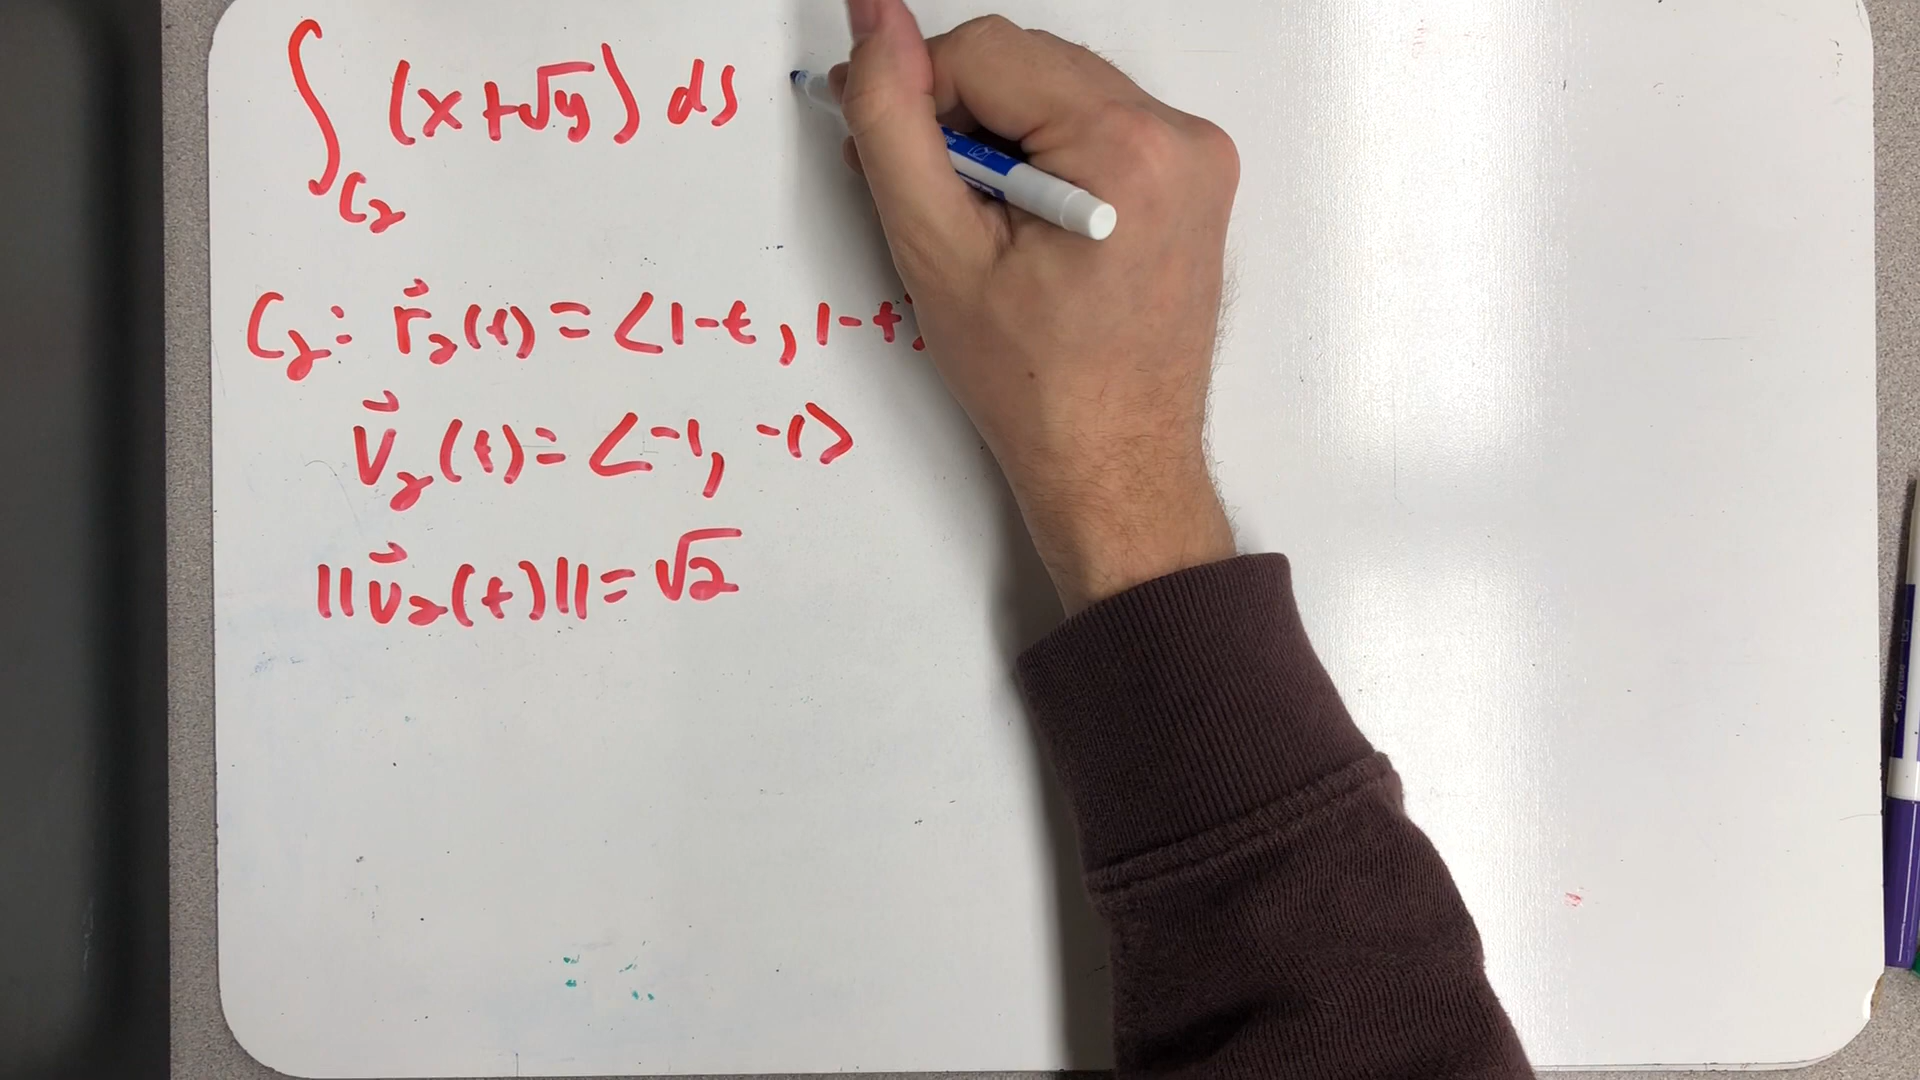 ∫_{C₂} (x+√y) ds
C₂: r⃗₂(t) = <1-t, 1-t
v⃗₂(t) = <-1, -1>
||v⃗₂(t)|| = √2